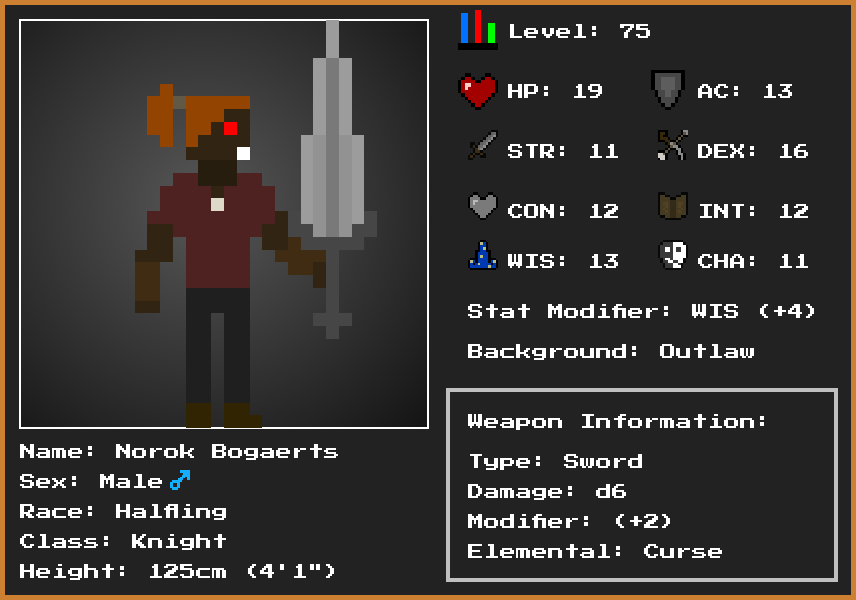 Level: 75
HP: 19
AC: 13
STR: 11
DEX: 16
CON: 12
INT: 12
WIS: 13
CHA: 11
Stat Modifier: WIS (+4)
Background: Outlaw
Weapon Information:
Type: Sword
Damage: d6
Modifier: (+2)
Elemental: Curse
Name: Norok Bogaerts
Sex: Male ♂
Race: Halfling
Class: Knight
Height: 125cm (4'1")